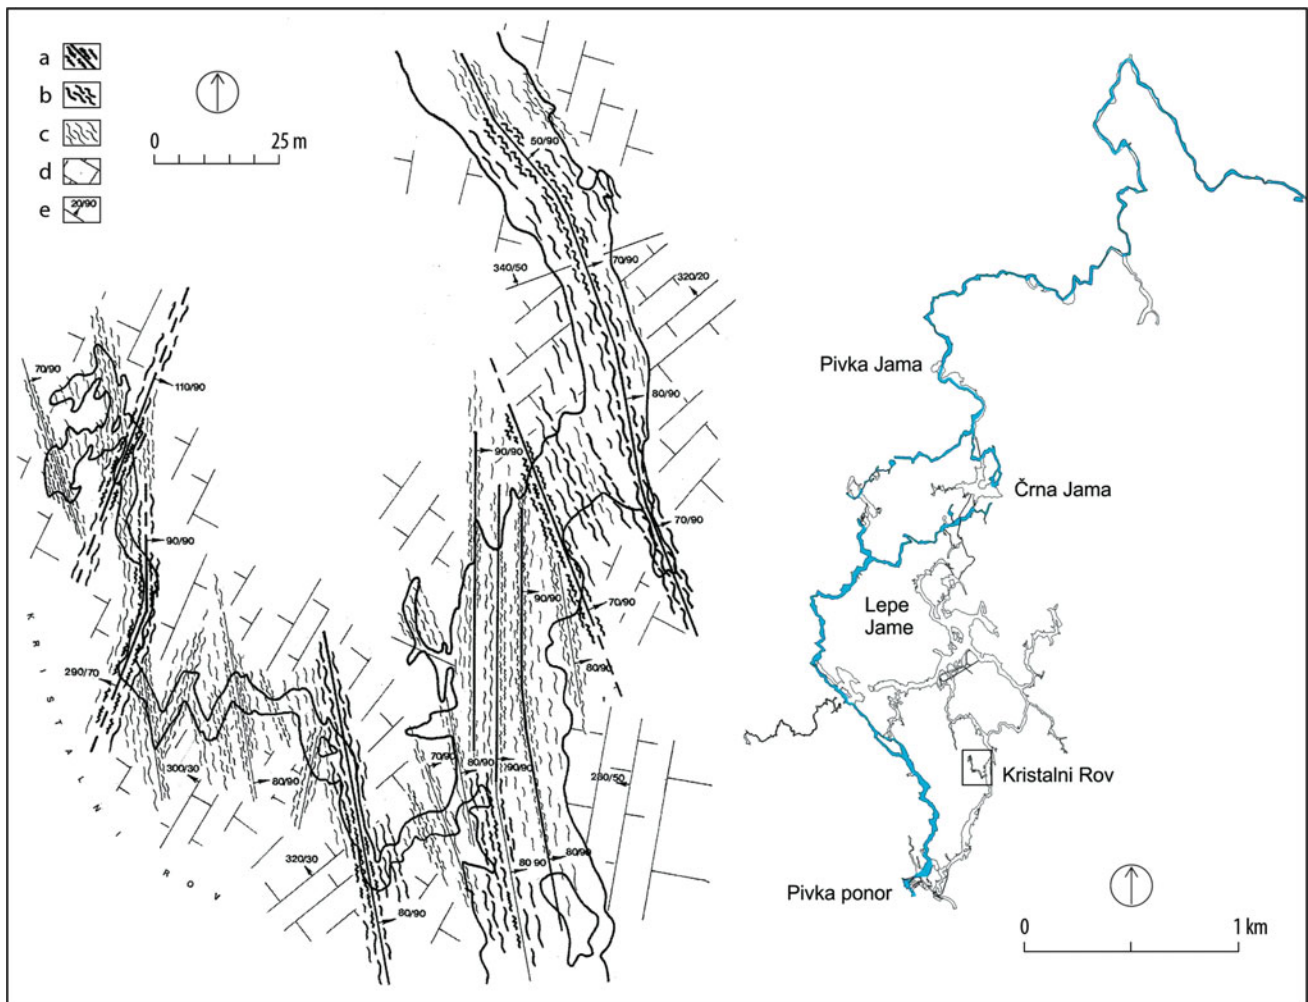 a
b
c
d
e 20/90
0 25 m
50/90
340/50
70/90
320/20
80/90
70/90
110/90
90/90
90/90
70/90
290/70
90/90
70/90
80/90
300/30
80/90
70/90
80/90
90/90
280/50
320/30
80 90
80/90
80/90
KRISTALNI ROV
Pivka Jama
Črna Jama
Lepe
Jame
Kristalni Rov
Pivka ponor
0 1 km